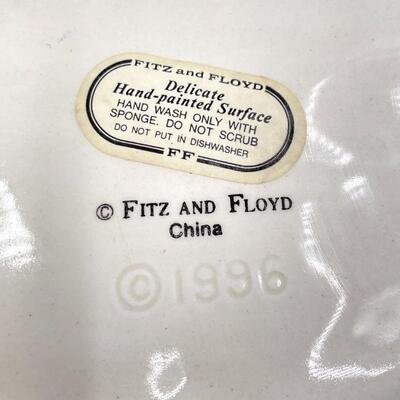 FITZ and FLOYD
Delicate
Hand-painted Surface
HAND WASH ONLY WITH
SPONGE. DO NOT SCRUB
DO NOT PUT IN DISHWASHER
FF
© FITZ AND FLOYD
China
©1996